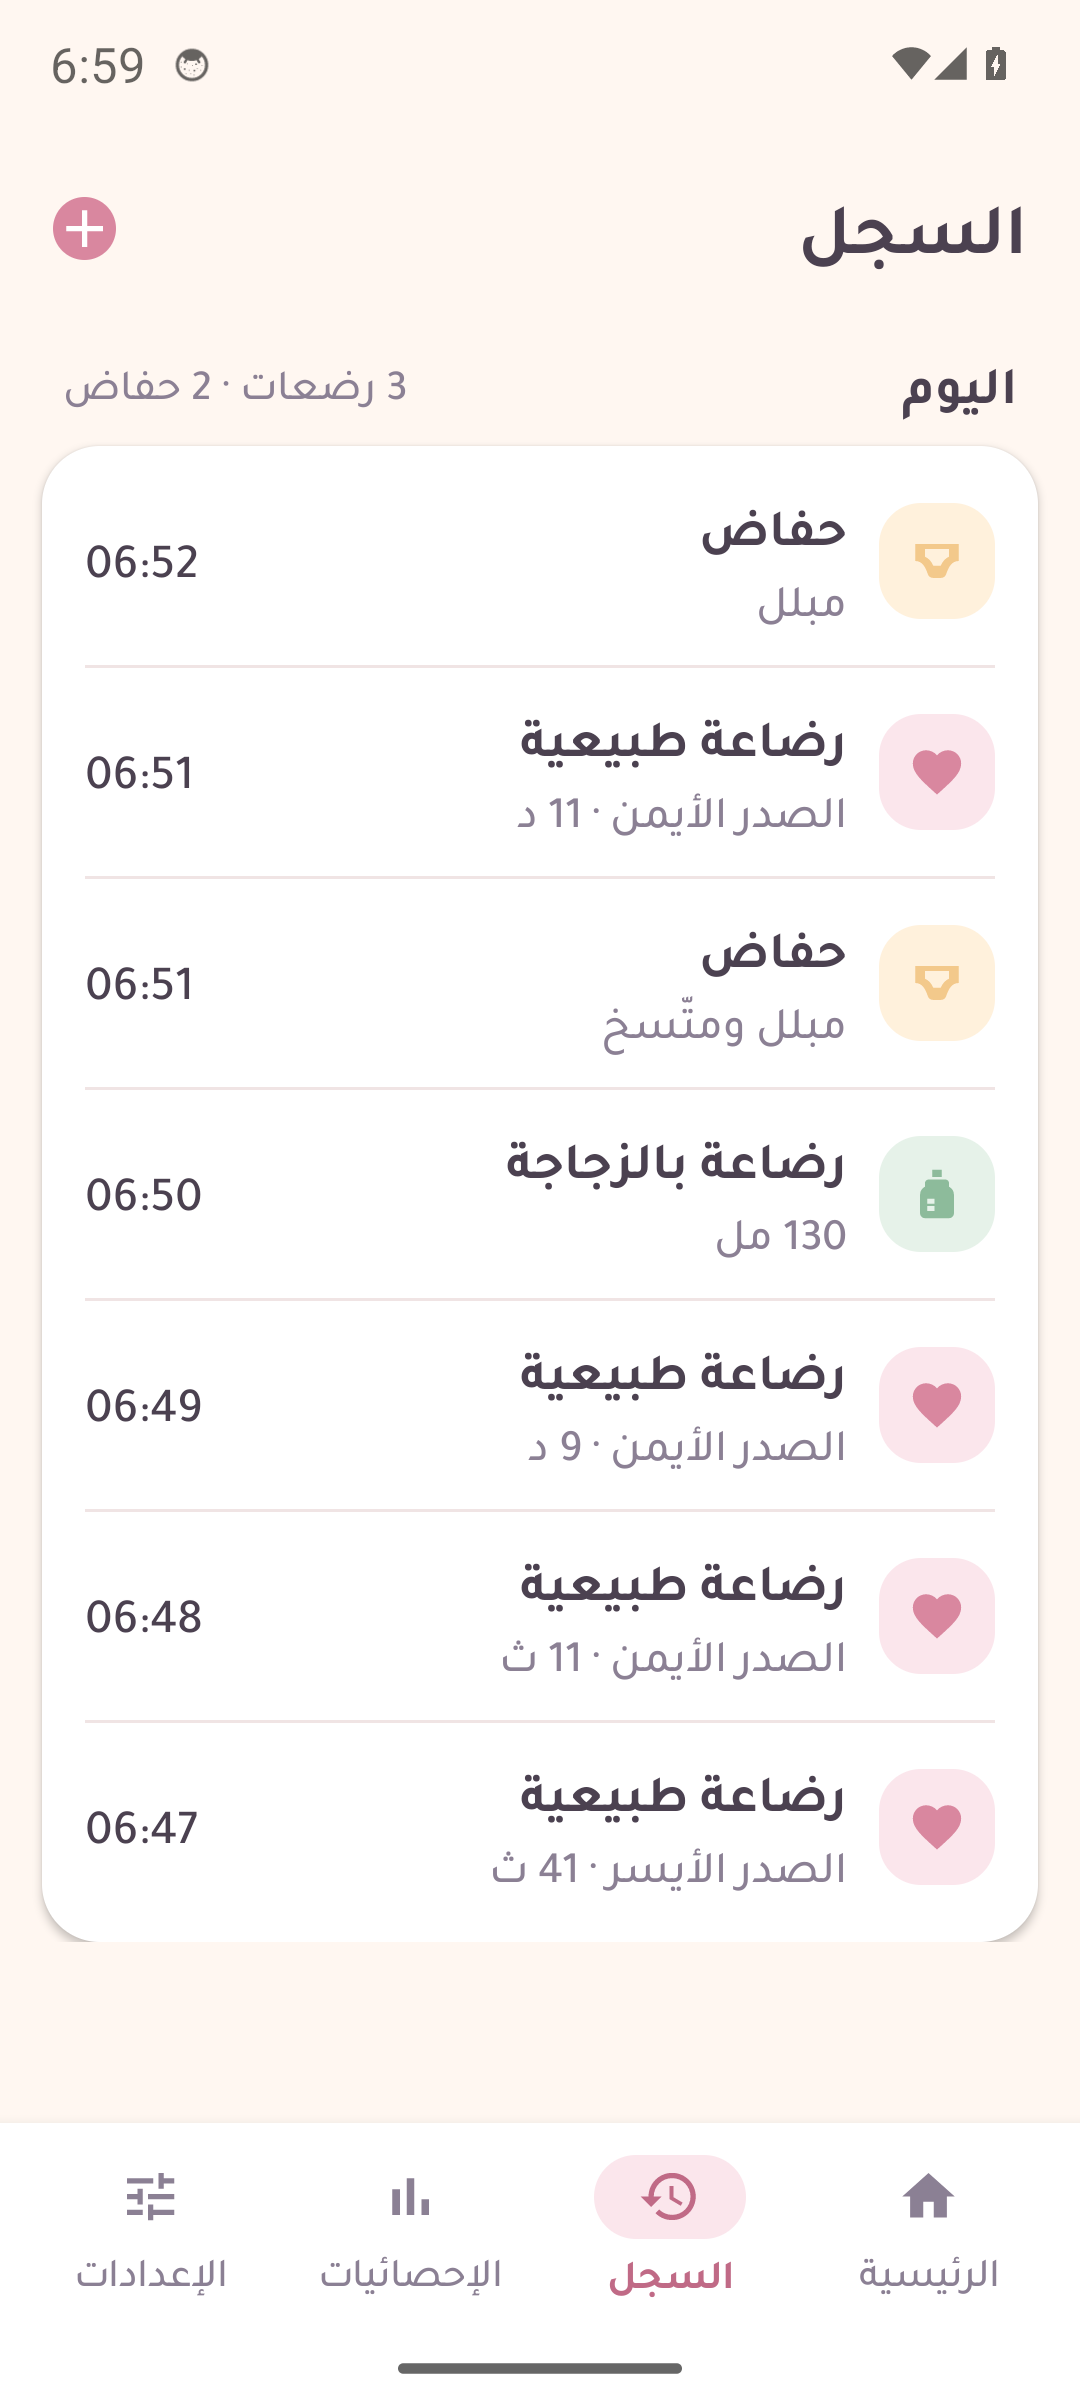 6:59
السجل
اليوم
3 رضعات · 2 حفاض
حفاض
مبلل
06:52
رضاعة طبيعية
الصدر الأيمن · 11 د
06:51
حفاض
مبلل ومتّسخ
06:51
رضاعة بالزجاجة
130 مل
06:50
رضاعة طبيعية
الصدر الأيمن · 9 د
06:49
رضاعة طبيعية
الصدر الأيمن · 11 ث
06:48
رضاعة طبيعية
الصدر الأيسر · 41 ث
06:47
الرئيسية
السجل
الإحصائيات
الإعدادات